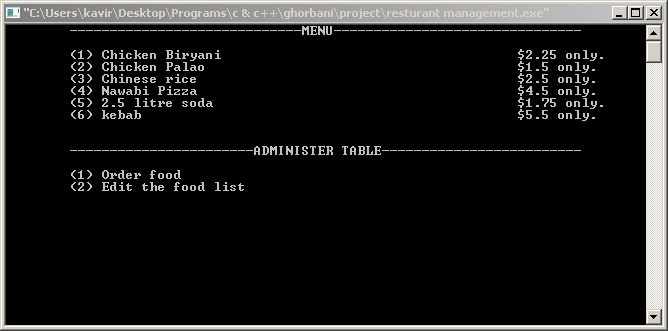 "C:\Users\kavir\Desktop\Programs\c & c++\ghorbani\project\resturant management.exe"
-----------------------------MENU-------------------------------
(1) Chicken Biryani $2.25 only.
(2) Chicken Palao $1.5 only.
(3) Chinese rice $2.5 only.
(4) Nawabi Pizza $4.5 only.
(5) 2.5 litre soda $1.75 only.
(6) kebab $5.5 only.
-----------------------ADMINISTER TABLE-------------------------
(1) Order food
(2) Edit the food list